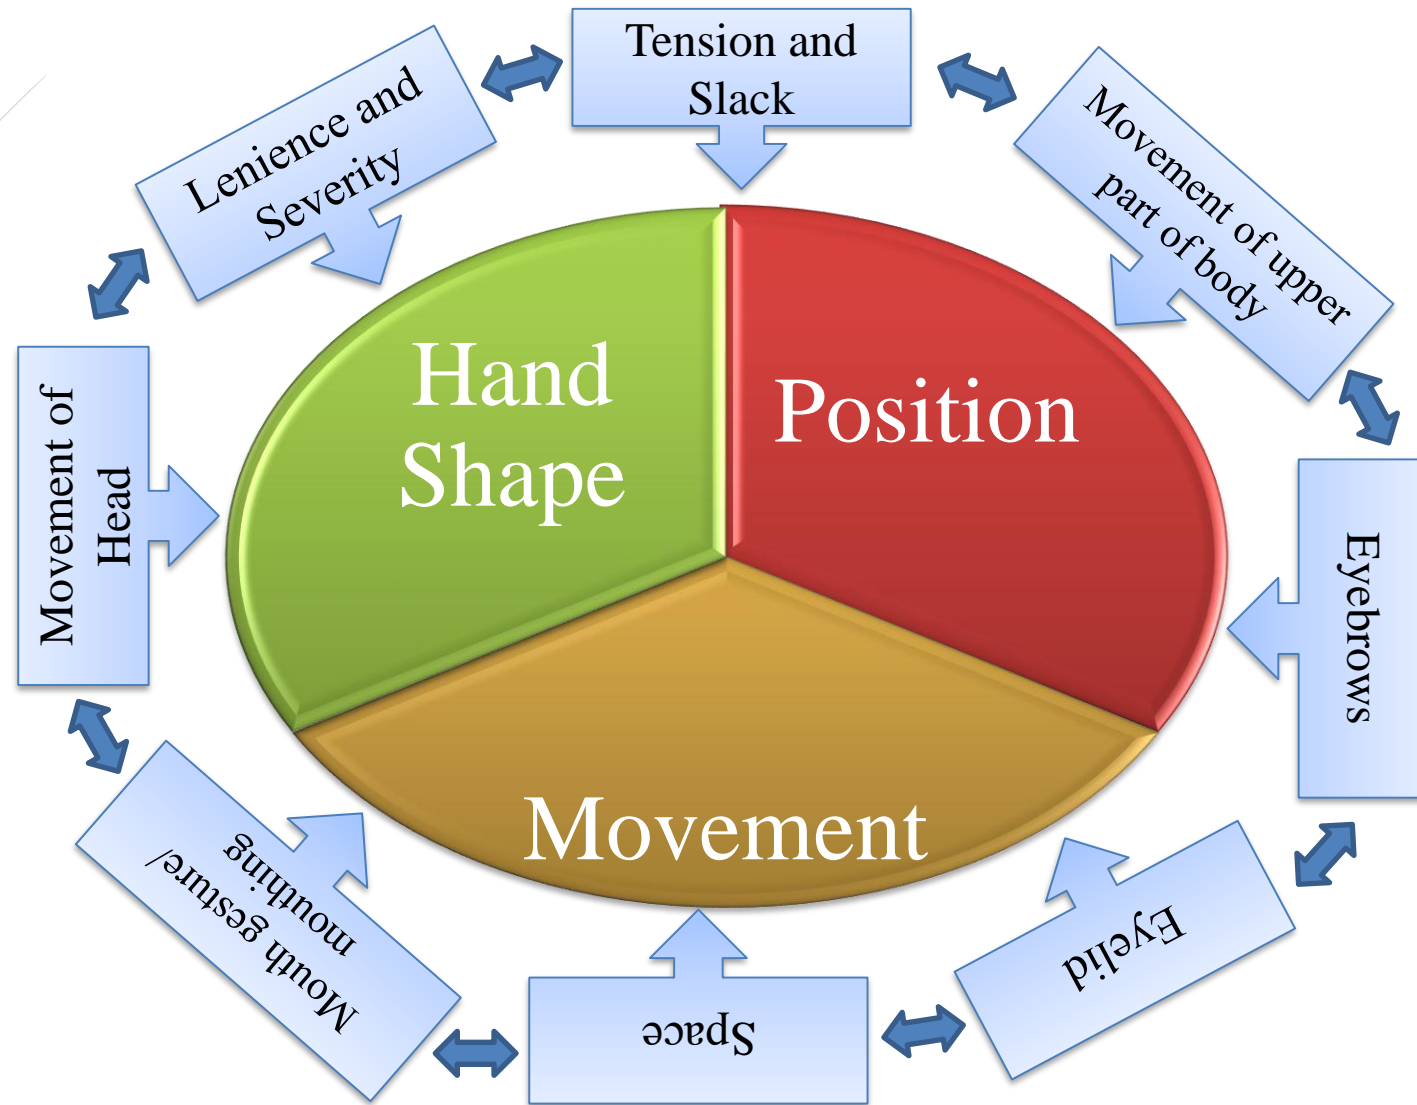 Tension and
Slack
Lenience and
Severity
Movement of upper
part of body
Hand
Shape
Position
Movement of
Head
Eyebrows
Movement
Mouth gesture/
mouthing
Eyelid
Space